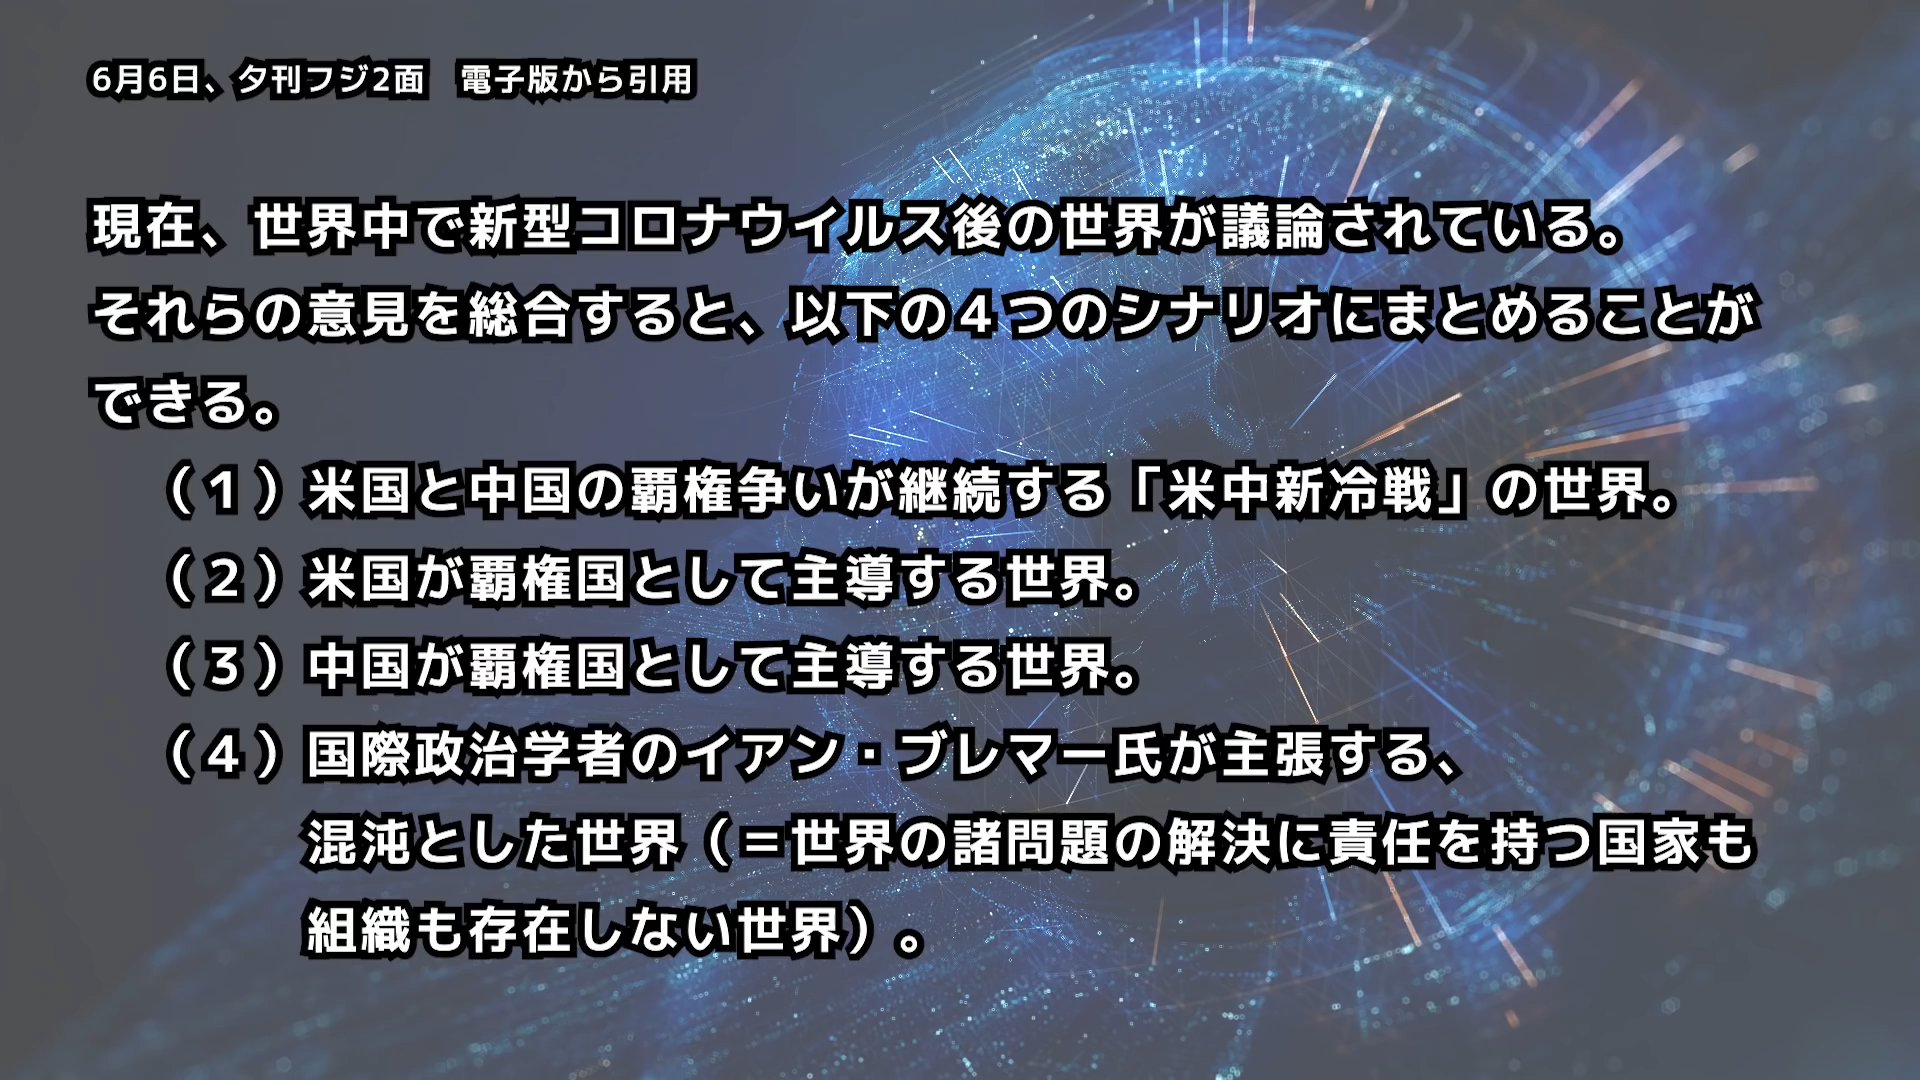 6月6日、夕刊フジ2面　電子版から引用
現在、世界中で新型コロナウイルス後の世界が議論されている。
それらの意見を総合すると、以下の４つのシナリオにまとめることが
できる。
（１）米国と中国の覇権争いが継続する「米中新冷戦」の世界。
（２）米国が覇権国として主導する世界。
（３）中国が覇権国として主導する世界。
（４）国際政治学者のイアン・ブレマー氏が主張する、
混沌とした世界（＝世界の諸問題の解決に責任を持つ国家も
組織も存在しない世界）。